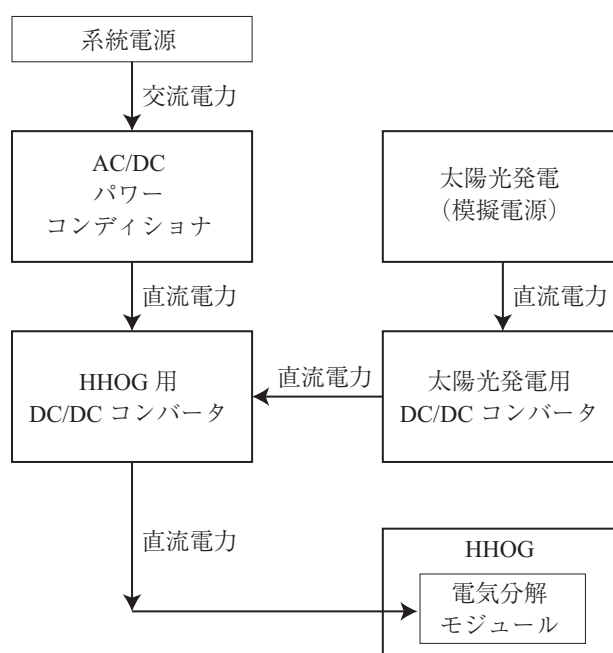 系統電源
交流電力
AC/DC
パワー
コンディショナ
太陽光発電
（模擬電源）
直流電力
直流電力
HHOG 用
DC/DC コンバータ
直流電力
太陽光発電用
DC/DC コンバータ
直流電力
HHOG
電気分解
モジュール